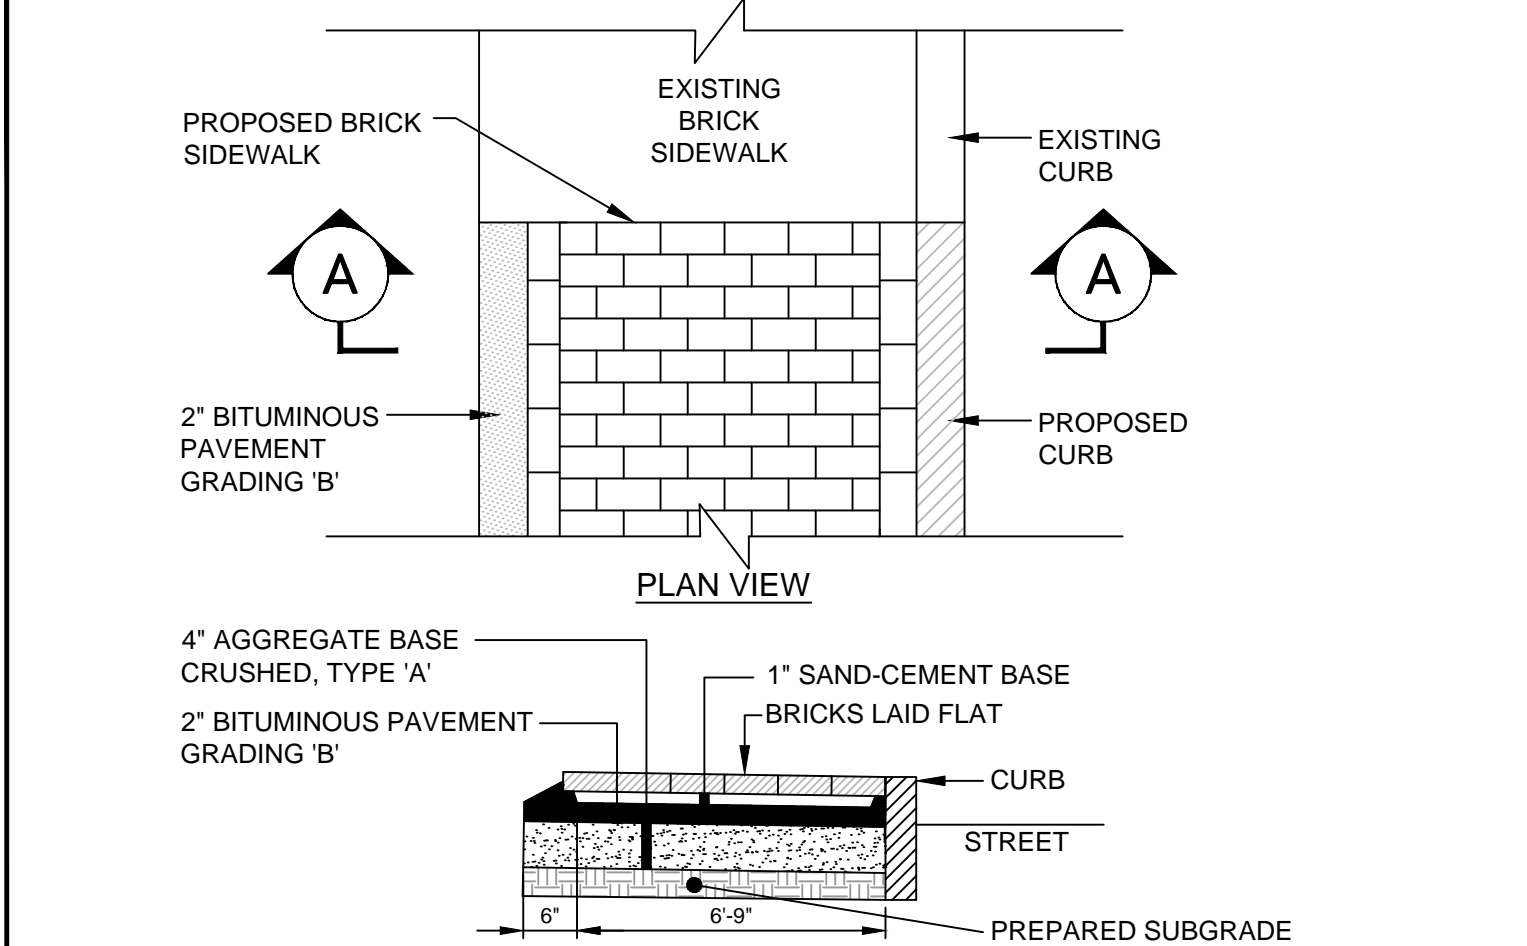 EXISTING
BRICK
SIDEWALK
PROPOSED BRICK
SIDEWALK
EXISTING
CURB
A
A
2" BITUMINOUS
PAVEMENT
GRADING 'B'
PROPOSED
CURB
PLAN VIEW
4" AGGREGATE BASE
CRUSHED, TYPE 'A'
1" SAND-CEMENT BASE
BRICKS LAID FLAT
2" BITUMINOUS PAVEMENT
GRADING 'B'
CURB
STREET
6"
6'-9"
PREPARED SUBGRADE